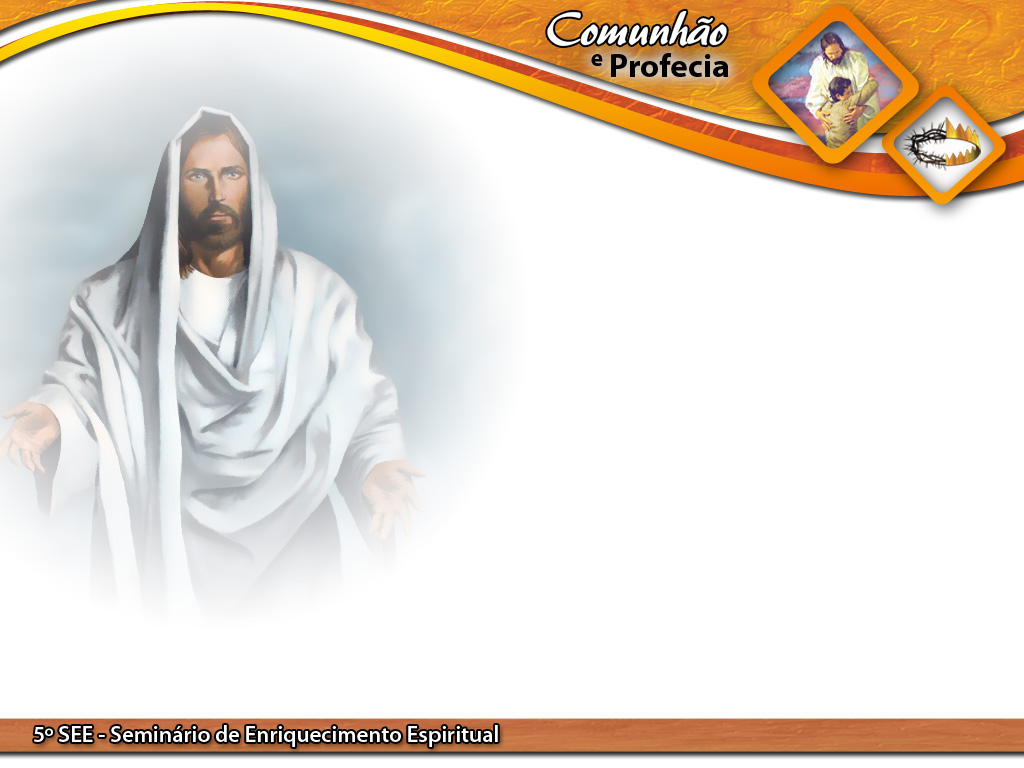 Comunhão
e Profecia
5º SEE - Seminário de Enriquecimento Espiritual